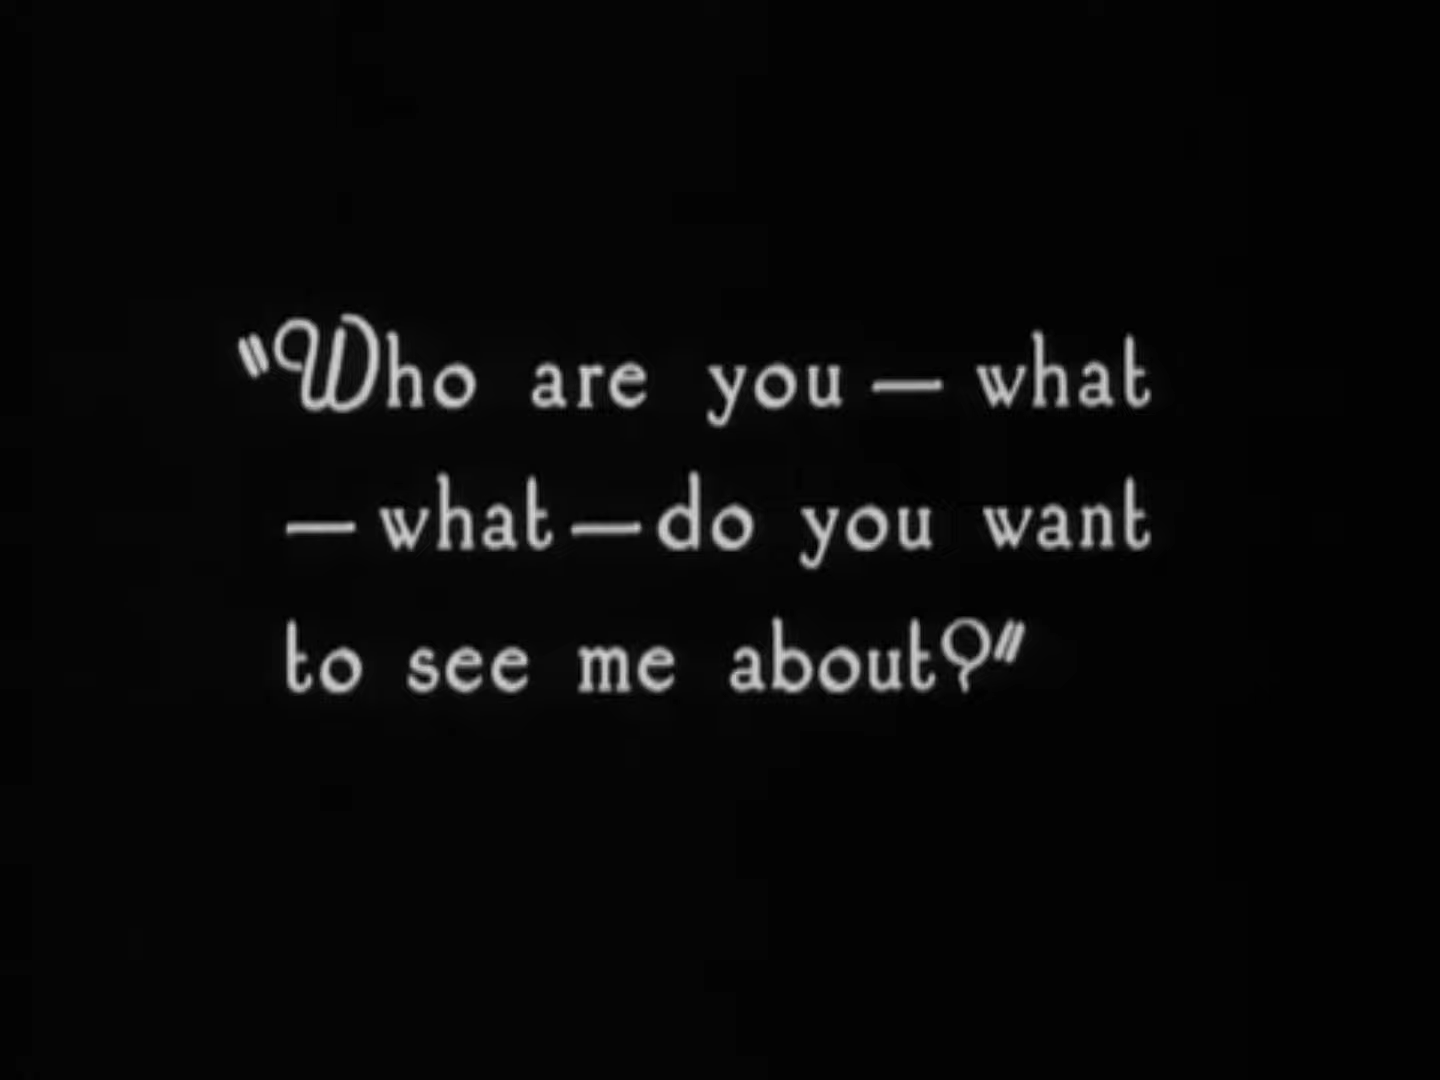 "Who are you — what
— what — do you want
to see me about?"